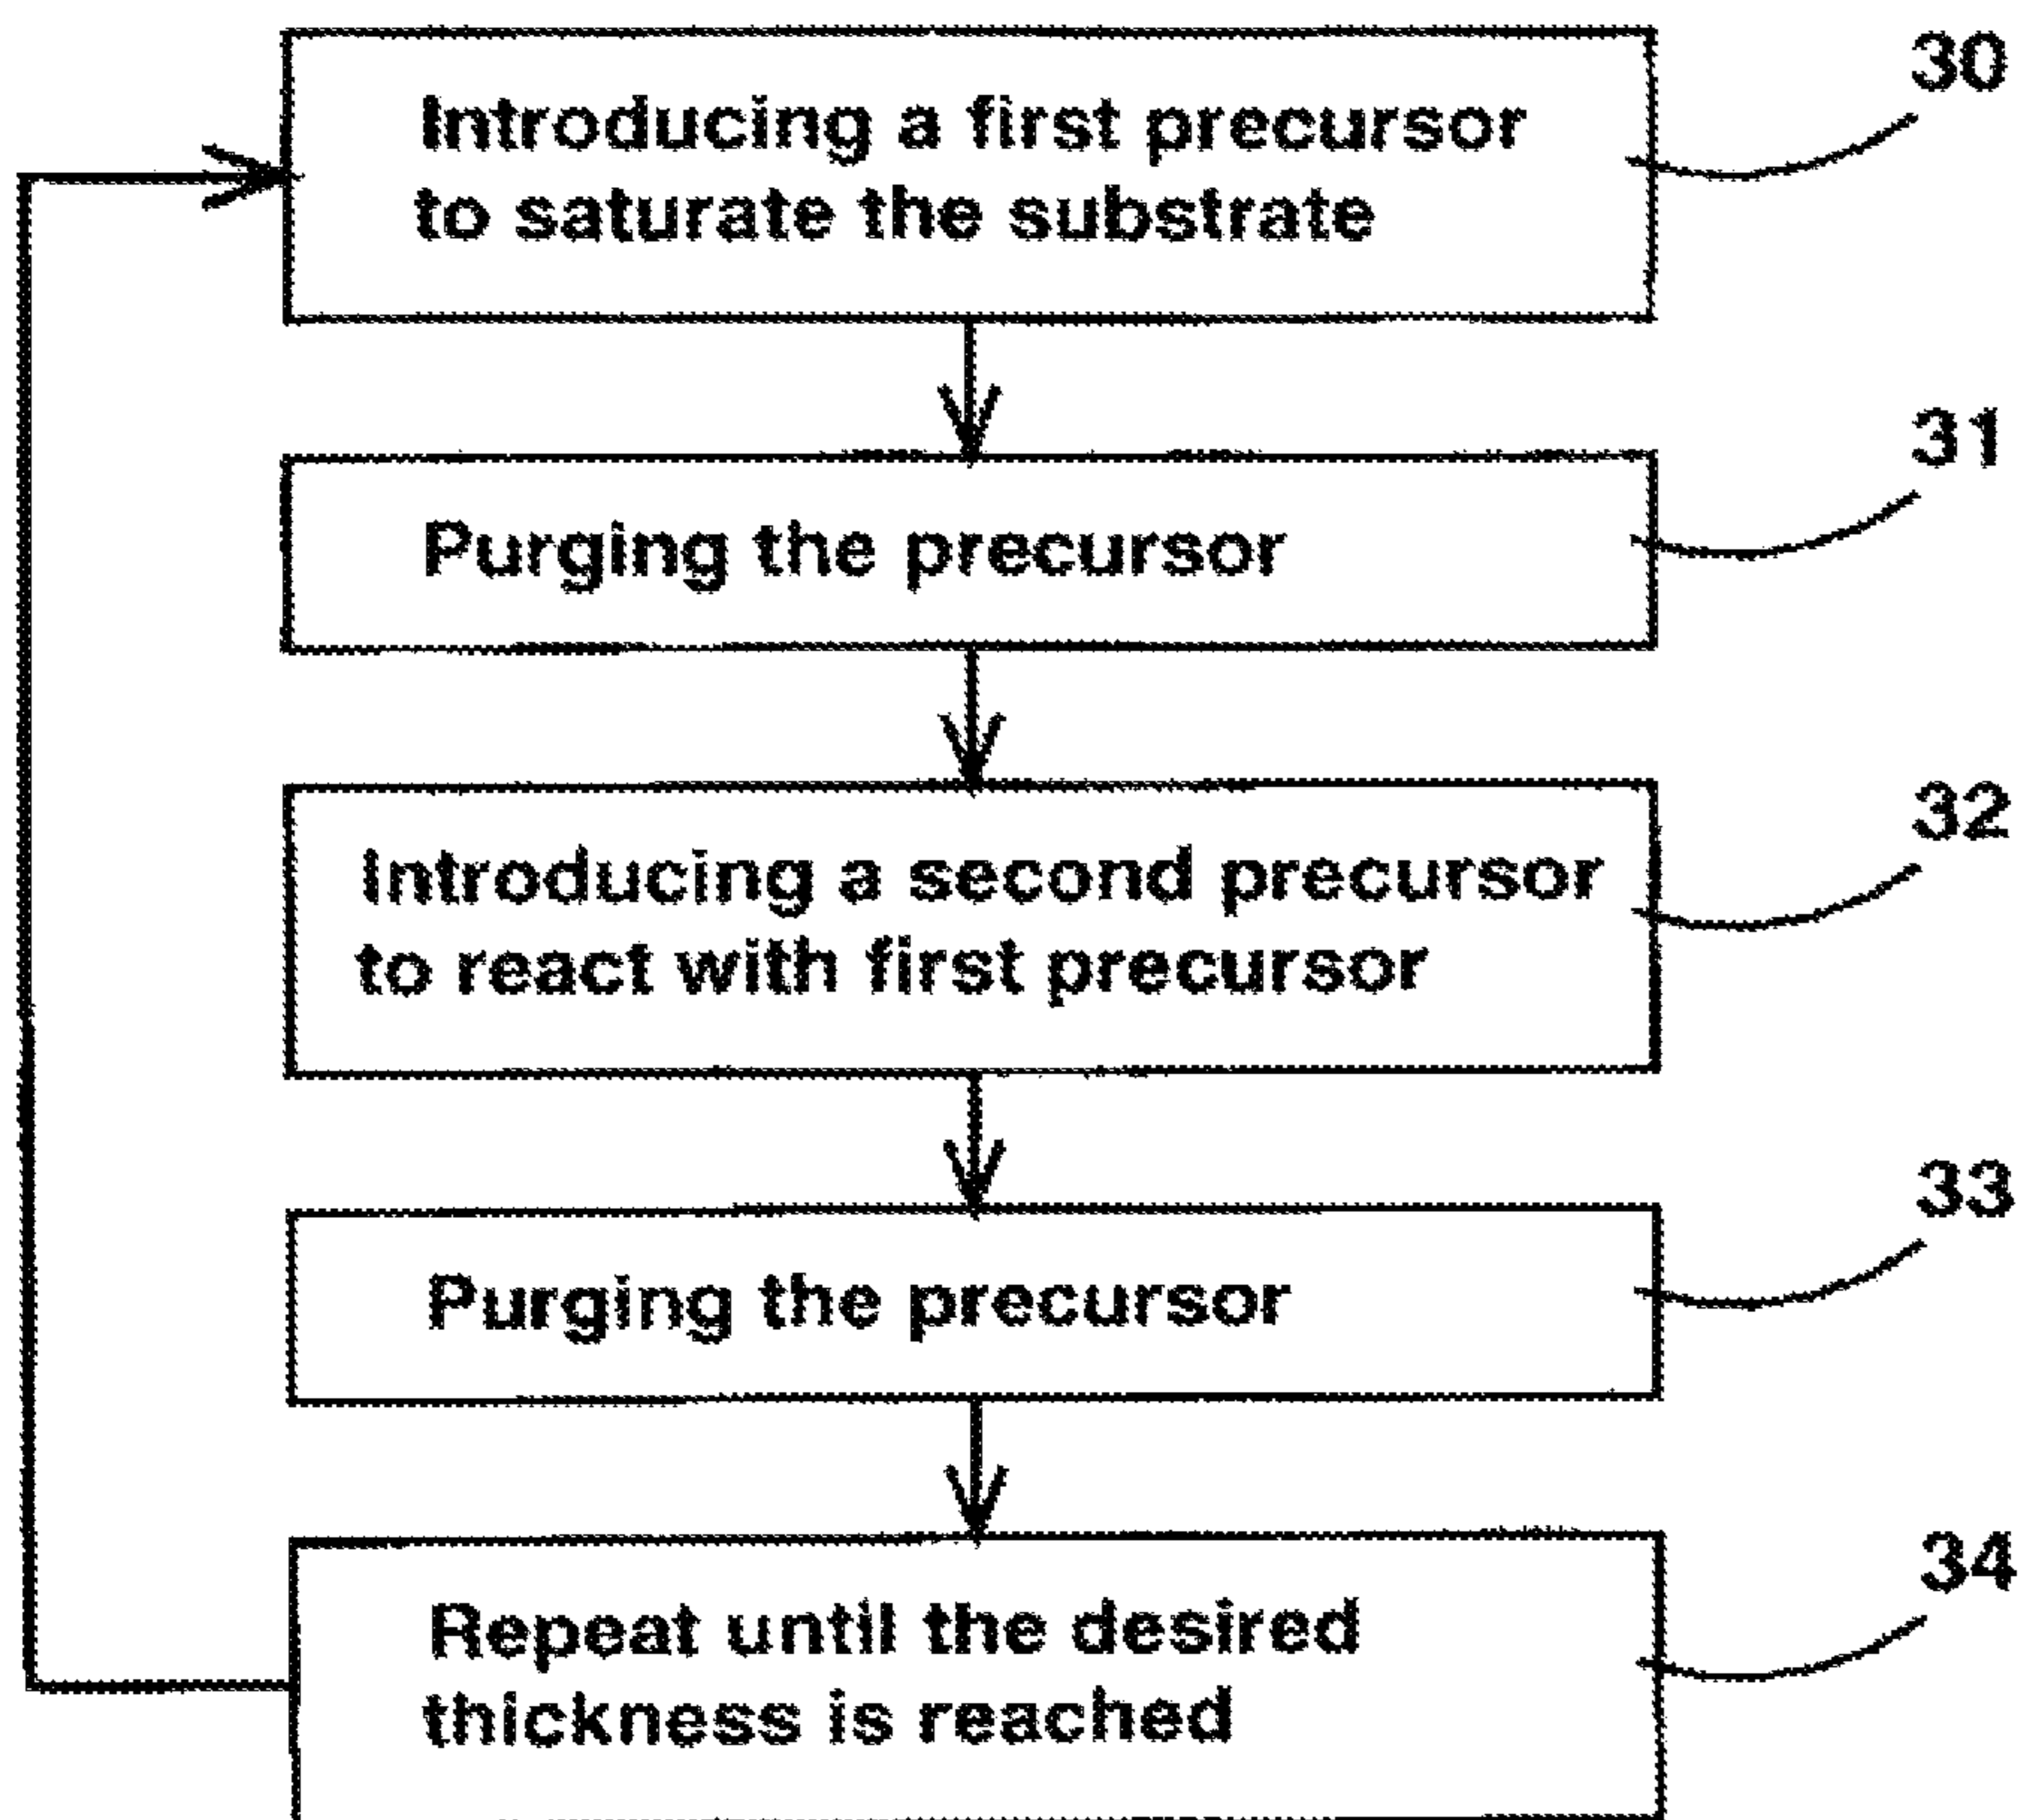 30
Introducing a first precursor
to saturate the substrate
31
Purging the precursor
32
Introducing a second precursor
to react with first precursor
33
Purging the precursor
34
Repeat until the desired
thickness is reached